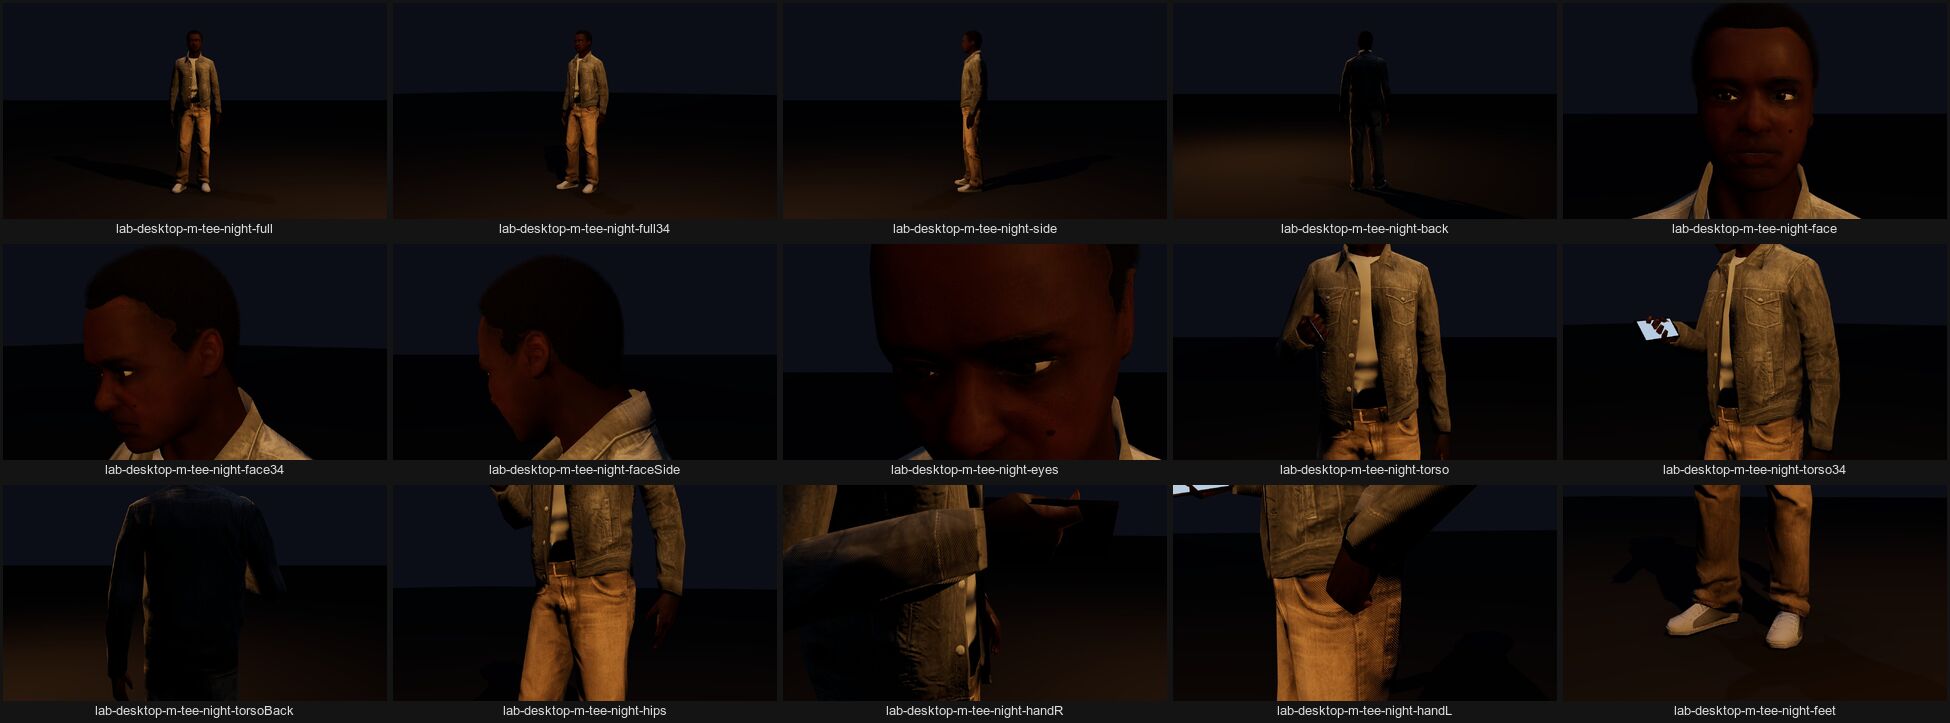 lab-desktop-m-tee-night-full
lab-desktop-m-tee-night-full34
lab-desktop-m-tee-night-side
lab-desktop-m-tee-night-back
lab-desktop-m-tee-night-face
lab-desktop-m-tee-night-face34
lab-desktop-m-tee-night-faceSide
lab-desktop-m-tee-night-eyes
lab-desktop-m-tee-night-torso
lab-desktop-m-tee-night-torso34
lab-desktop-m-tee-night-torsoBack
lab-desktop-m-tee-night-hips
lab-desktop-m-tee-night-handR
lab-desktop-m-tee-night-handL
lab-desktop-m-tee-night-feet